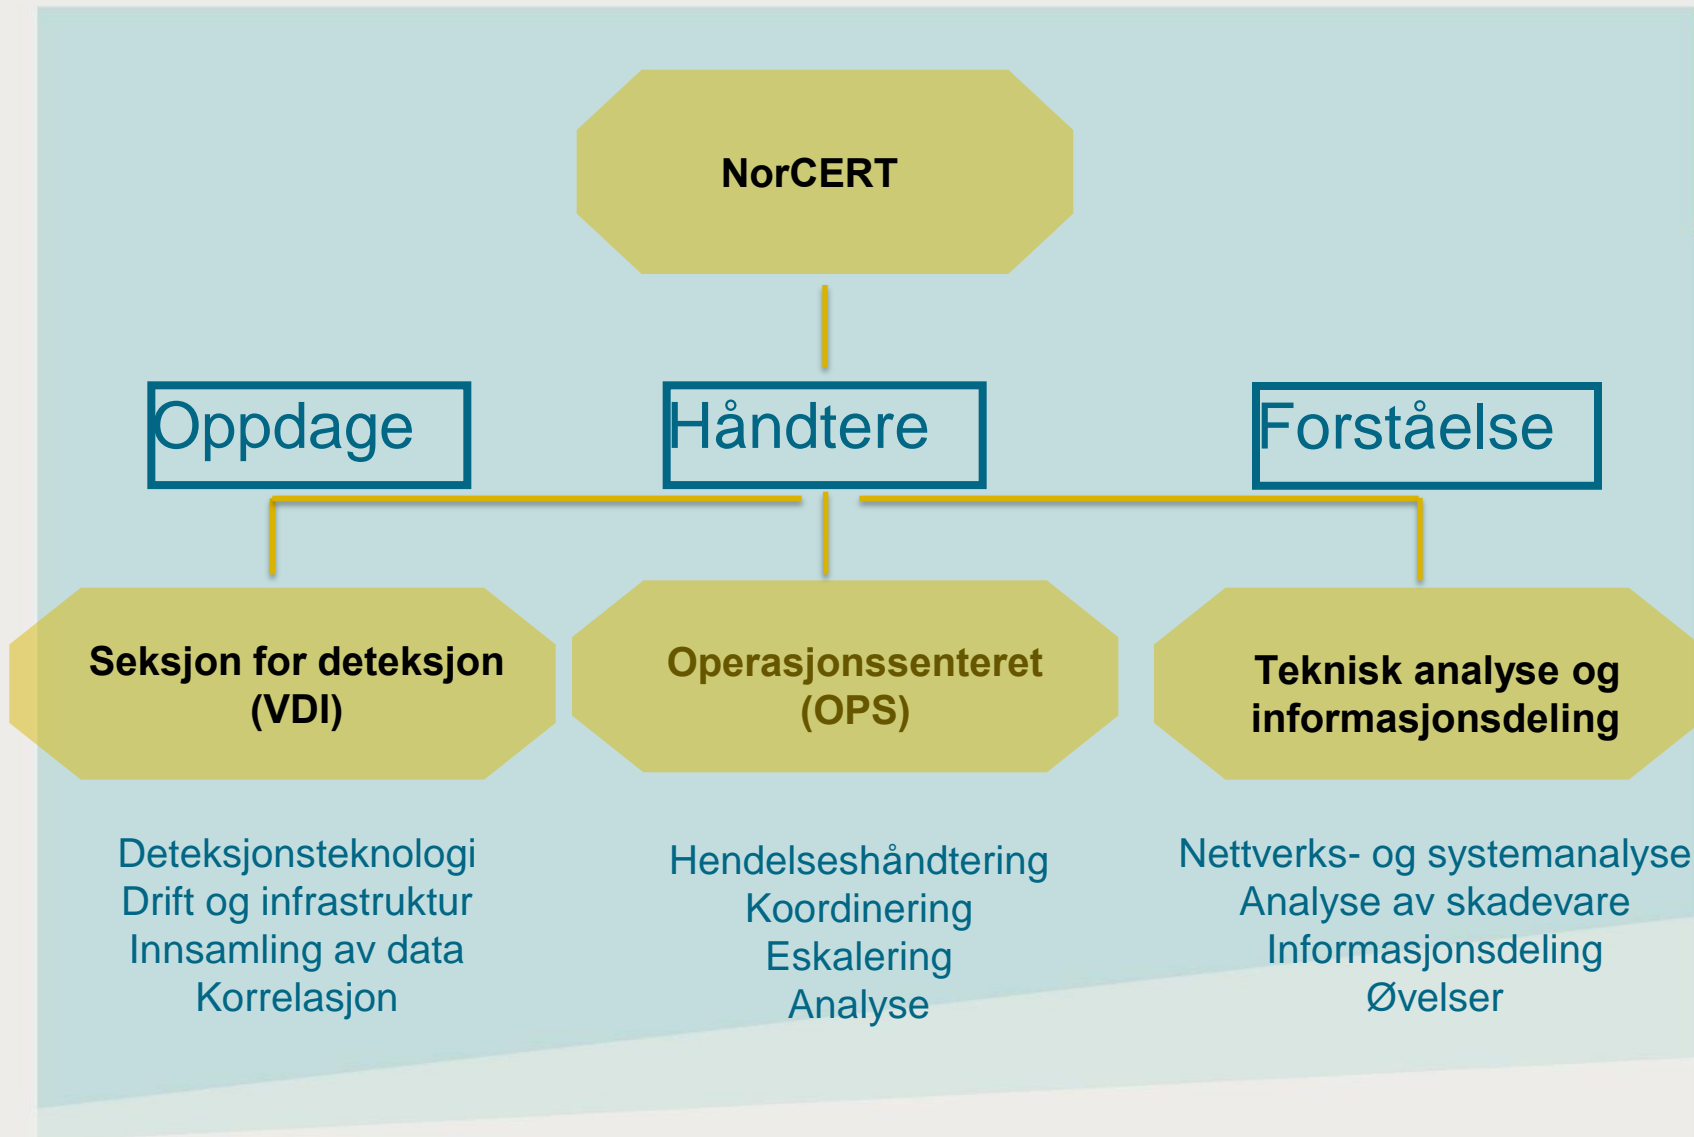 NorCERT
Oppdage
Håndtere
Forståelse
Seksjon for deteksjon
(VDI)
Operasjonssenteret
(OPS)
Teknisk analyse og
informasjonsdeling
Deteksjonsteknologi
Drift og infrastruktur
Innsamling av data
Korrelasjon
Hendelseshåndtering
Koordinering
Eskalering
Analyse
Nettverks- og systemanalyse
Analyse av skadevare
Informasjonsdeling
Øvelser